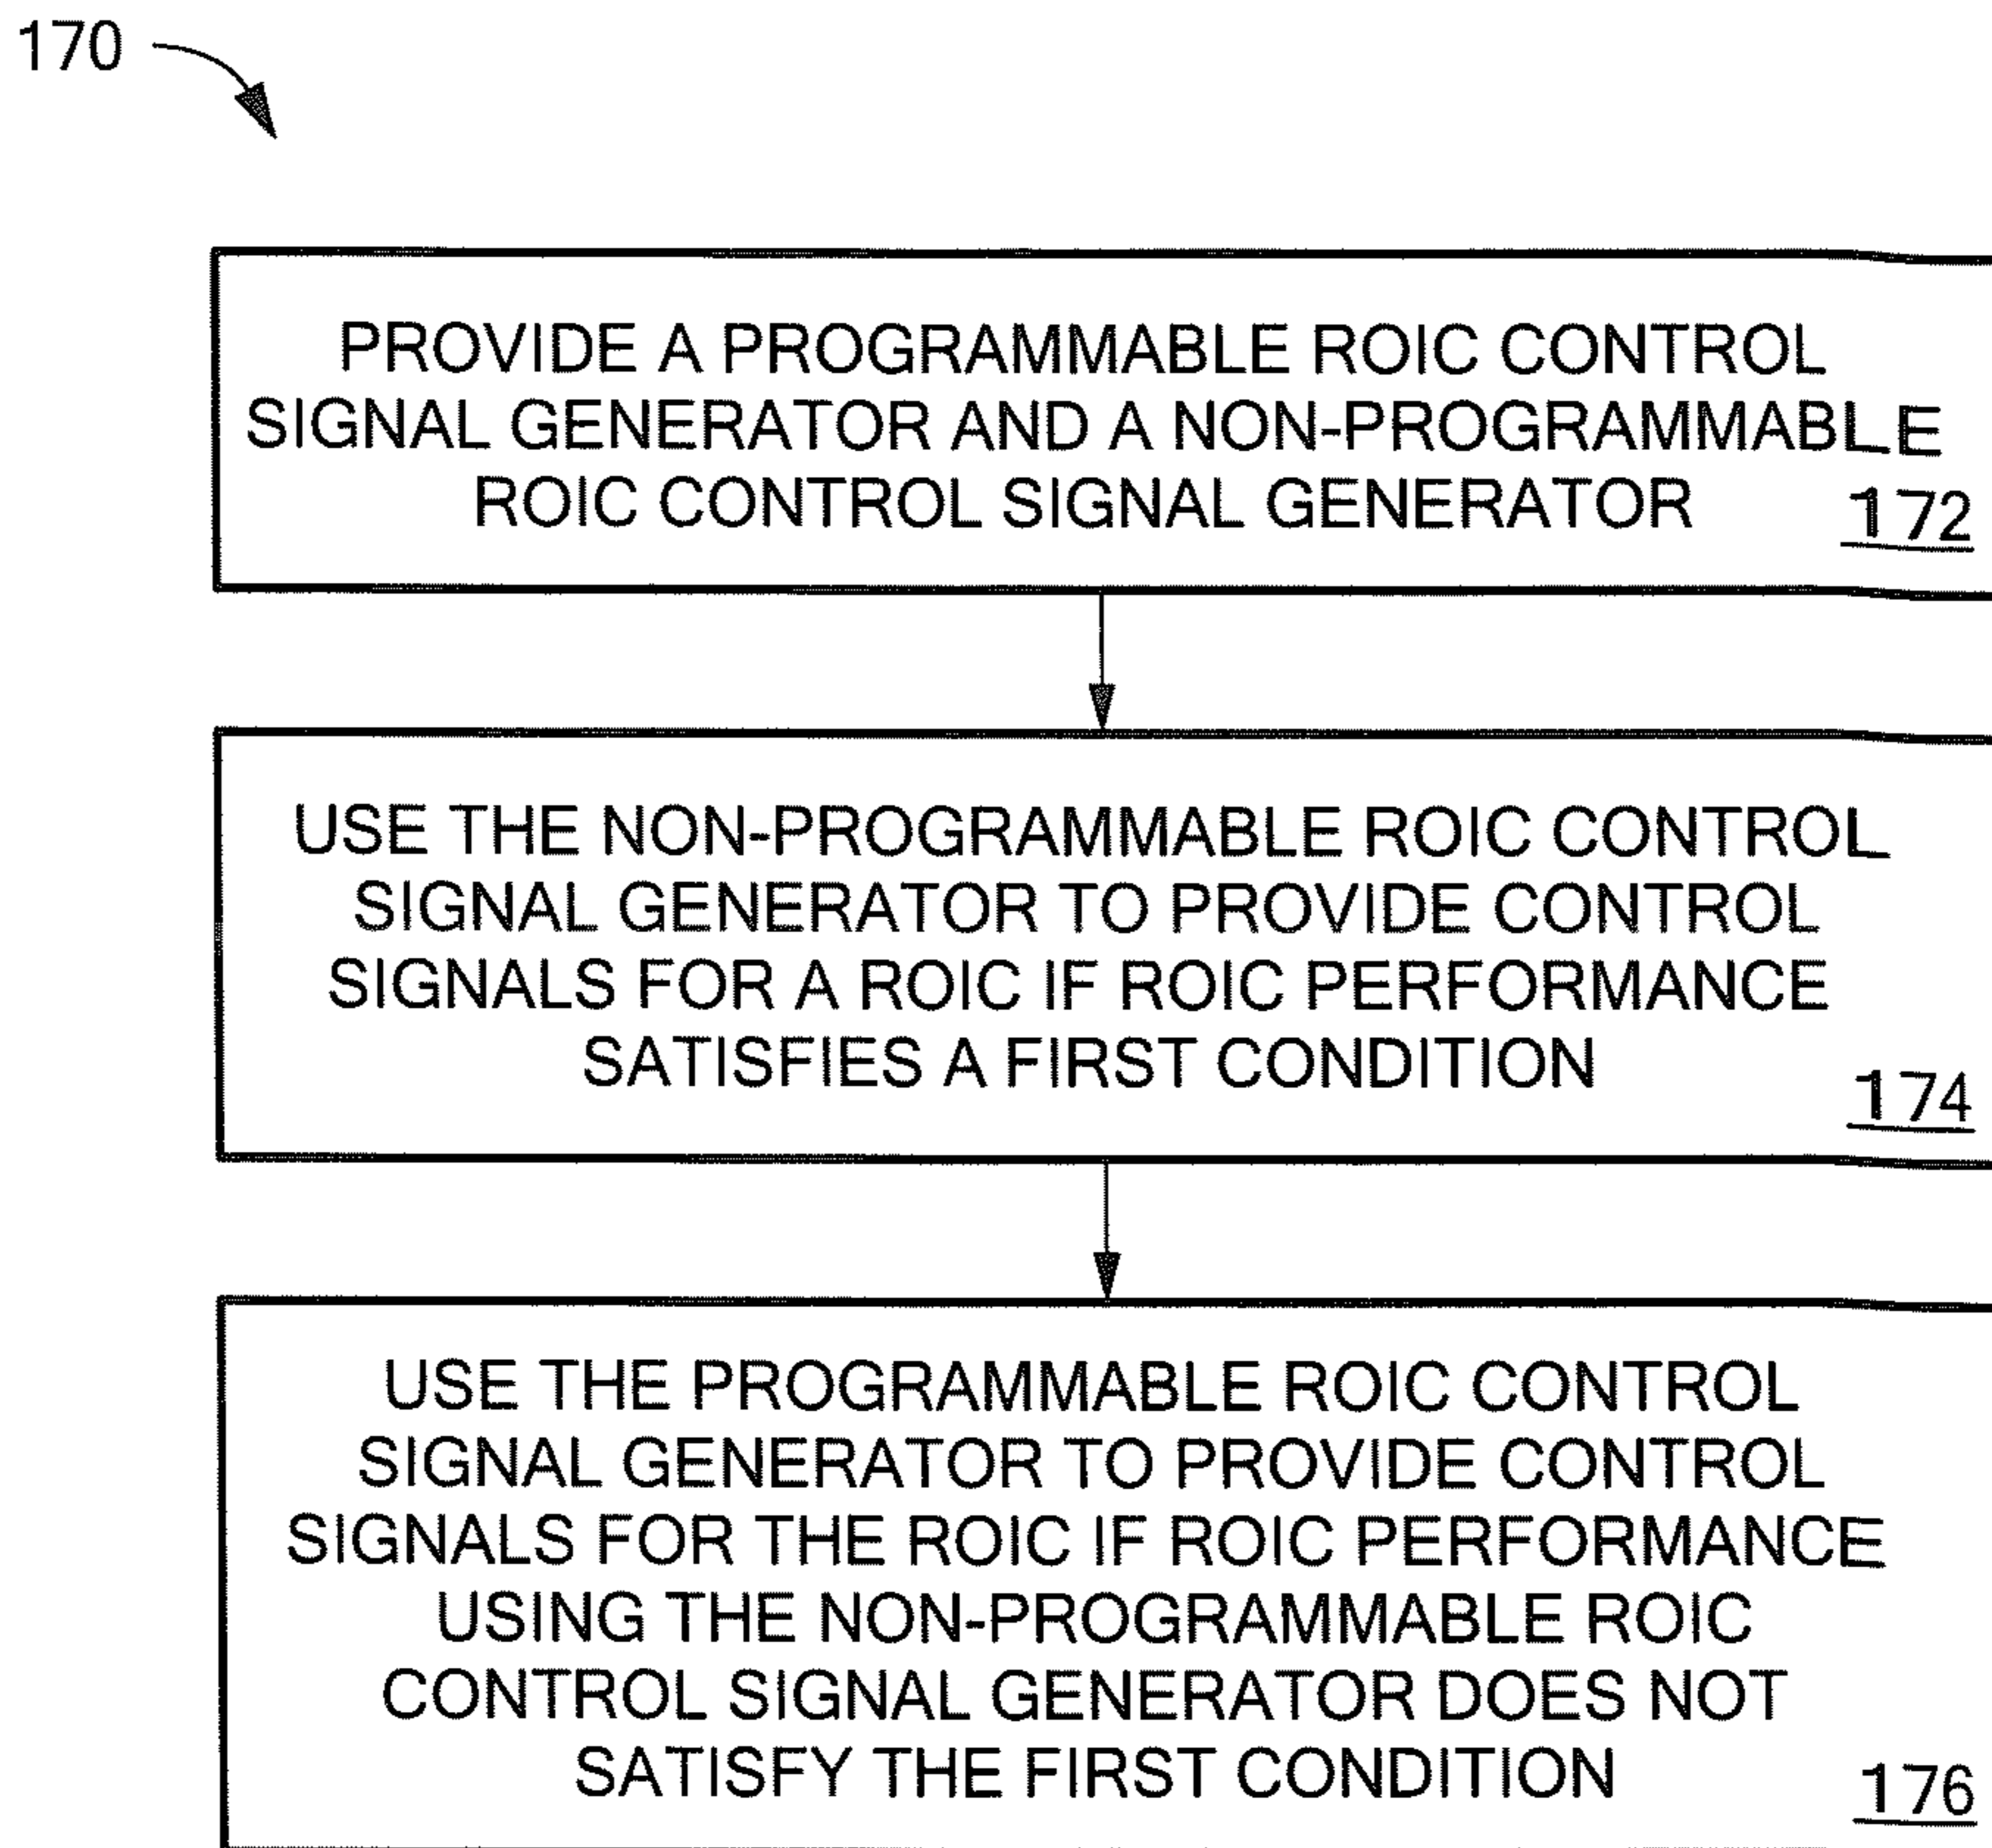 170
PROVIDE A PROGRAMMABLE ROIC CONTROL
SIGNAL GENERATOR AND A NON-PROGRAMMABLE
ROIC CONTROL SIGNAL GENERATOR
172
USE THE NON-PROGRAMMABLE ROIC CONTROL
SIGNAL GENERATOR TO PROVIDE CONTROL
SIGNALS FOR A ROIC IF ROIC PERFORMANCE
SATISFIES A FIRST CONDITION
174
USE THE PROGRAMMABLE ROIC CONTROL
SIGNAL GENERATOR TO PROVIDE CONTROL
SIGNALS FOR THE ROIC IF ROIC PERFORMANCE
USING THE NON-PROGRAMMABLE ROIC
CONTROL SIGNAL GENERATOR DOES NOT
SATISFY THE FIRST CONDITION
176